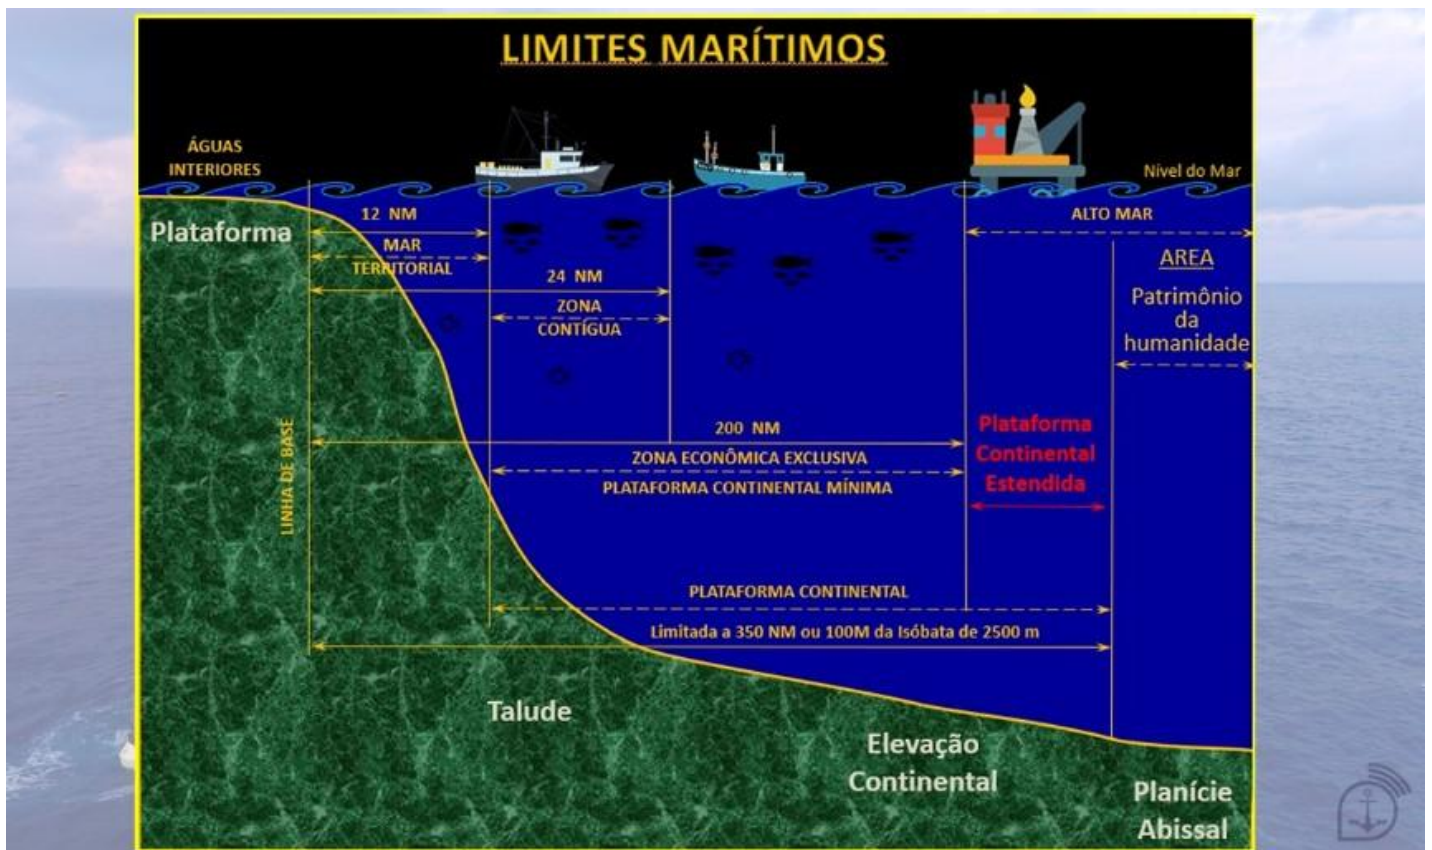 LIMITES MARÍTIMOS
ÁGUAS
INTERIORES
Nível do Mar
Plataforma
12 NM
MAR
TERRITORIAL
24 NM
ZONA
CONTÍGUA
ALTO MAR
AREA
Patrimônio
da
humanidade
LINHA DE BASE
200 NM
ZONA ECONÔMICA EXCLUSIVA
PLATAFORMA CONTINENTAL MÍNIMA
Plataforma
Continental
Estendida
PLATAFORMA CONTINENTAL
Limitada a 350 NM ou 100M da Isóbata de 2500 m
Talude
Elevação
Continental
Planície
Abissal